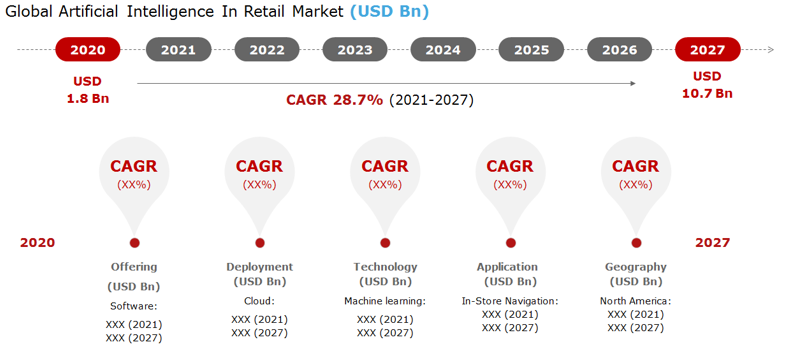 Global Artificial Intelligence In Retail Market (USD Bn)
2020 2021 2022 2023 2024 2025 2026 2027
USD
1.8 Bn
CAGR 28.7% (2021-2027)
USD
10.7 Bn
CAGR CAGR CAGR CAGR CAGR
(XX%) (XX%) (XX%) (XX%) (XX%)
2020 2027
Offering
(USD Bn)
Software:
XXX (2021)
XXX (2027)
Deployment
(USD Bn)
Cloud:
XXX (2021)
XXX (2027)
Technology
(USD Bn)
Machine learning:
XXX (2021)
XXX (2027)
Application
(USD Bn)
In-Store Navigation:
XXX (2021)
XXX (2027)
Geography
(USD Bn)
North America:
XXX (2021)
XXX (2027)